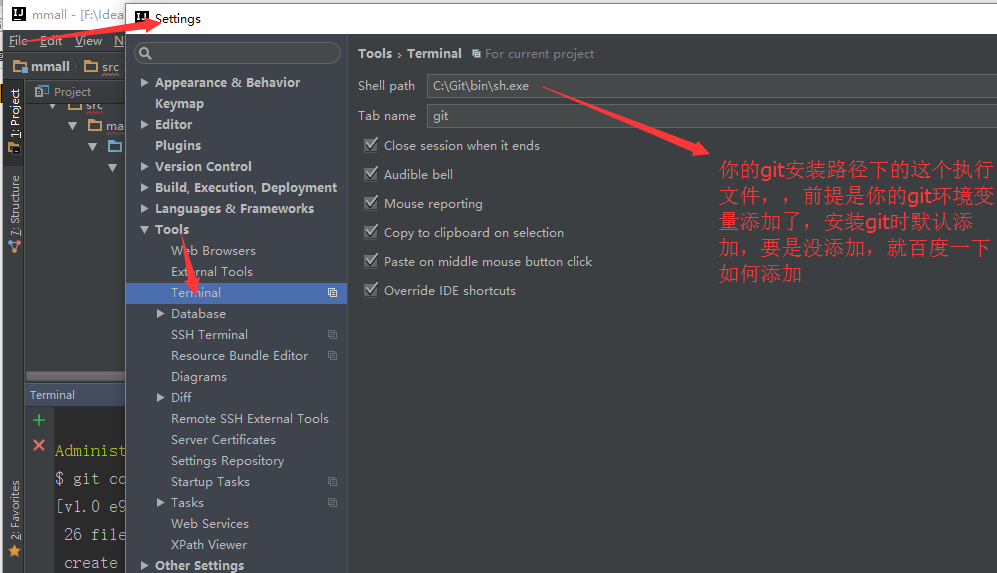 mmall - [F:\Idea
Settings
File Edit View N
mmall src
Project
src
ma
1: Project
7: Structure
2: Favorites
Appearance & Behavior
Keymap
Editor
Plugins
Version Control
Build, Execution, Deployment
Languages & Frameworks
Tools
Web Browsers
External Tools
Terminal
Database
SSH Terminal
Resource Bundle Editor
Diagrams
Diff
Remote SSH External Tools
Server Certificates
Settings Repository
Startup Tasks
Tasks
Web Services
XPath Viewer
Other Settings
Tools › Terminal For current project
Shell path C:\Git\bin\sh.exe
Tab name git
Close session when it ends
Audible bell
Mouse reporting
Copy to clipboard on selection
Paste on middle mouse button click
Override IDE shortcuts
你的git安装路径下的这个执行
文件，，前提是你的git环境变
量添加了，安装git时默认添
加，要是没添加，就百度一下
如何添加
Terminal
Administ
$ git co
[v1.0 e9
26 file
create